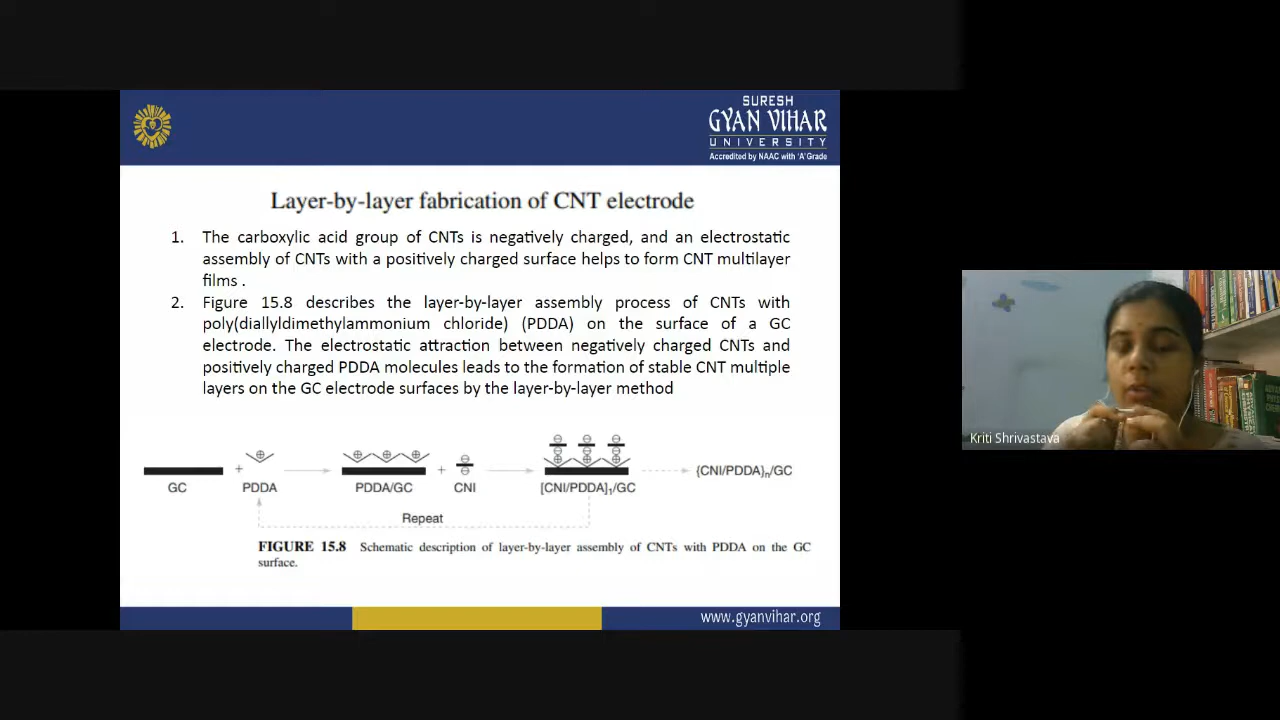 SURESH
GYAN VIHAR
UNIVERSITY
Accredited by NAAC with 'A' Grade
Layer-by-layer fabrication of CNT electrode
1. The carboxylic acid group of CNTs is negatively charged, and an electrostatic
assembly of CNTs with a positively charged surface helps to form CNT multilayer
films .
2. Figure 15.8 describes the layer-by-layer assembly process of CNTs with
poly(diallyldimethylammonium chloride) (PDDA) on the surface of a GC
electrode. The electrostatic attraction between negatively charged CNTs and
positively charged PDDA molecules leads to the formation of stable CNT multiple
layers on the GC electrode surfaces by the layer-by-layer method
GC + PDDA PDDA/GC + CNI [CNI/PDDA]1/GC {CNI/PDDA}n/GC
Repeat
FIGURE 15.8 Schematic description of layer-by-layer assembly of CNTs with PDDA on the GC
surface.
www.gyanvihar.org
Kriti Shrivastava